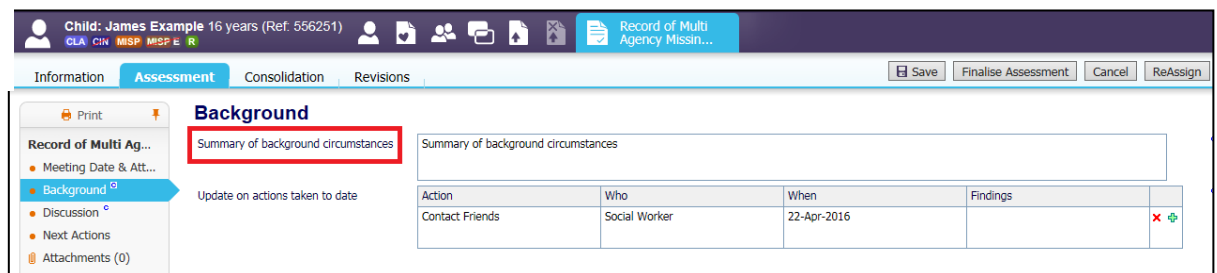 Child: James Example 16 years (Ref: 556251)
CLA CIN MISP MISP E R
Record of Multi
Agency Missin...
Information Assessment Consolidation Revisions
Save Finalise Assessment Cancel ReAssign
Print
Background
Record of Multi Ag...
Summary of background circumstances
Summary of background circumstances
Meeting Date & Att...
Background
Update on actions taken to date
Action Who When Findings
Discussion
Contact Friends Social Worker 22-Apr-2016
Next Actions
Attachments (0)